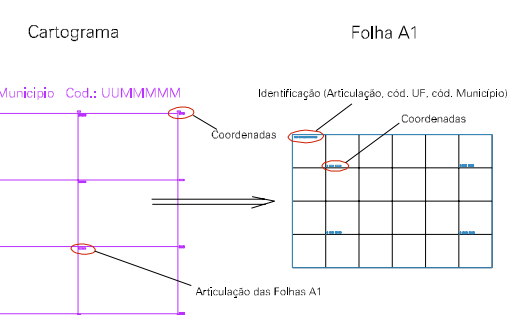 Cartograma
Folha A1
Municipio Cod.: UUMMMMM
Identificação (Articulação, cód. UF, cód. Município)
Coordenadas
Coordenadas
Articulação das Folhas A1